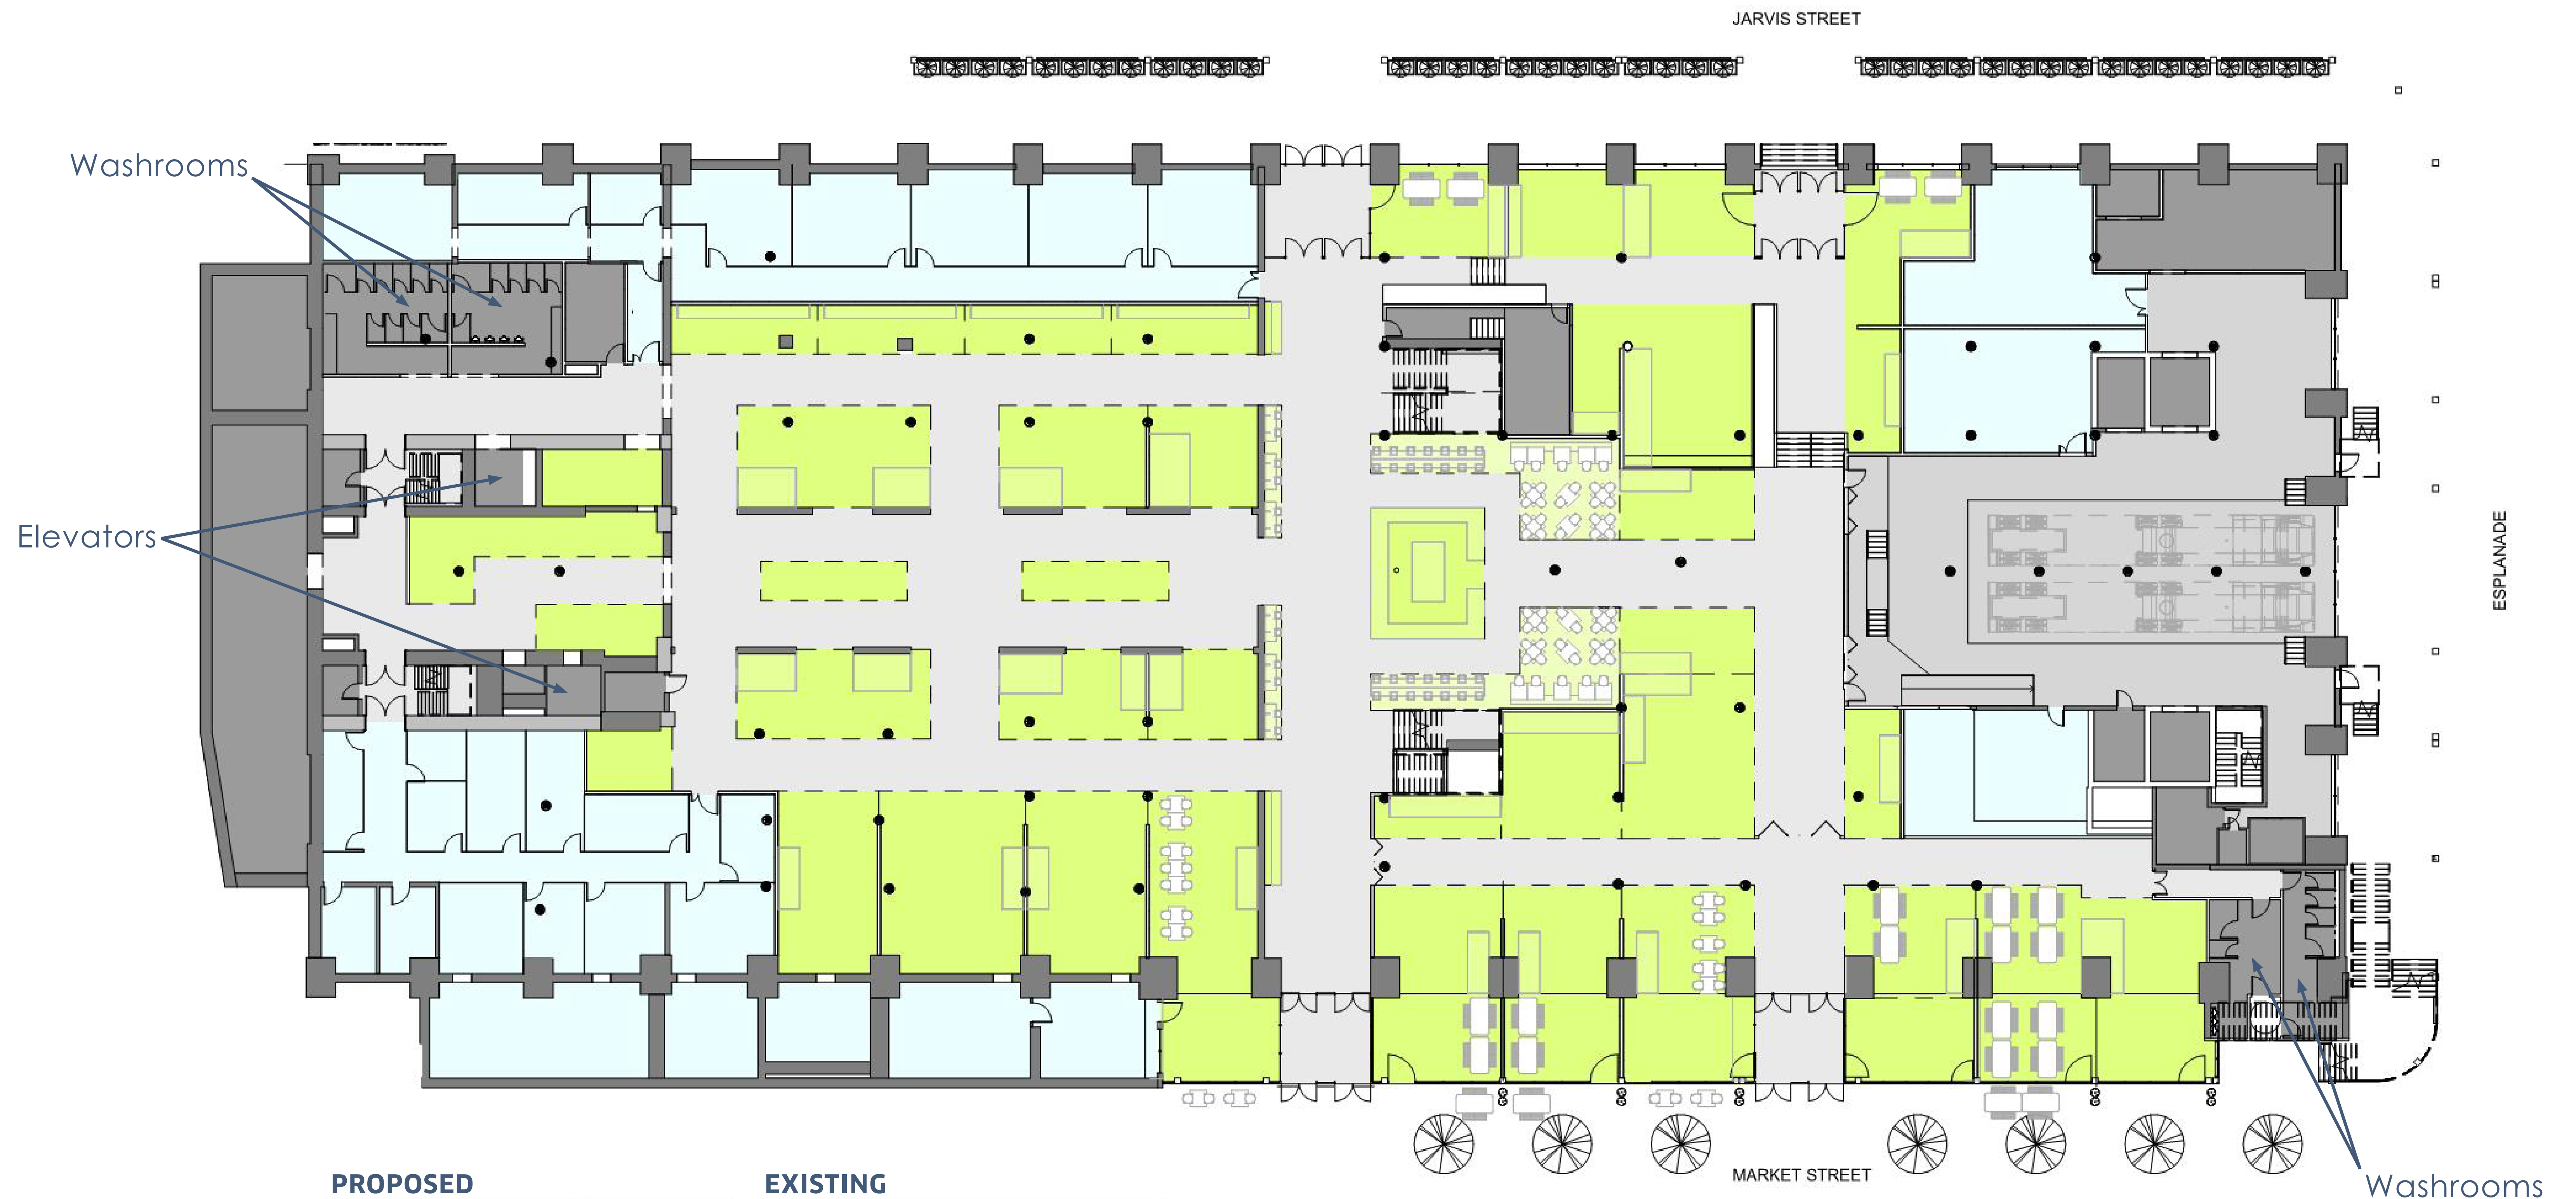 JARVIS STREET
Washrooms
Elevators
ESPLANADE
MARKET STREET
PROPOSED
EXISTING
Washrooms